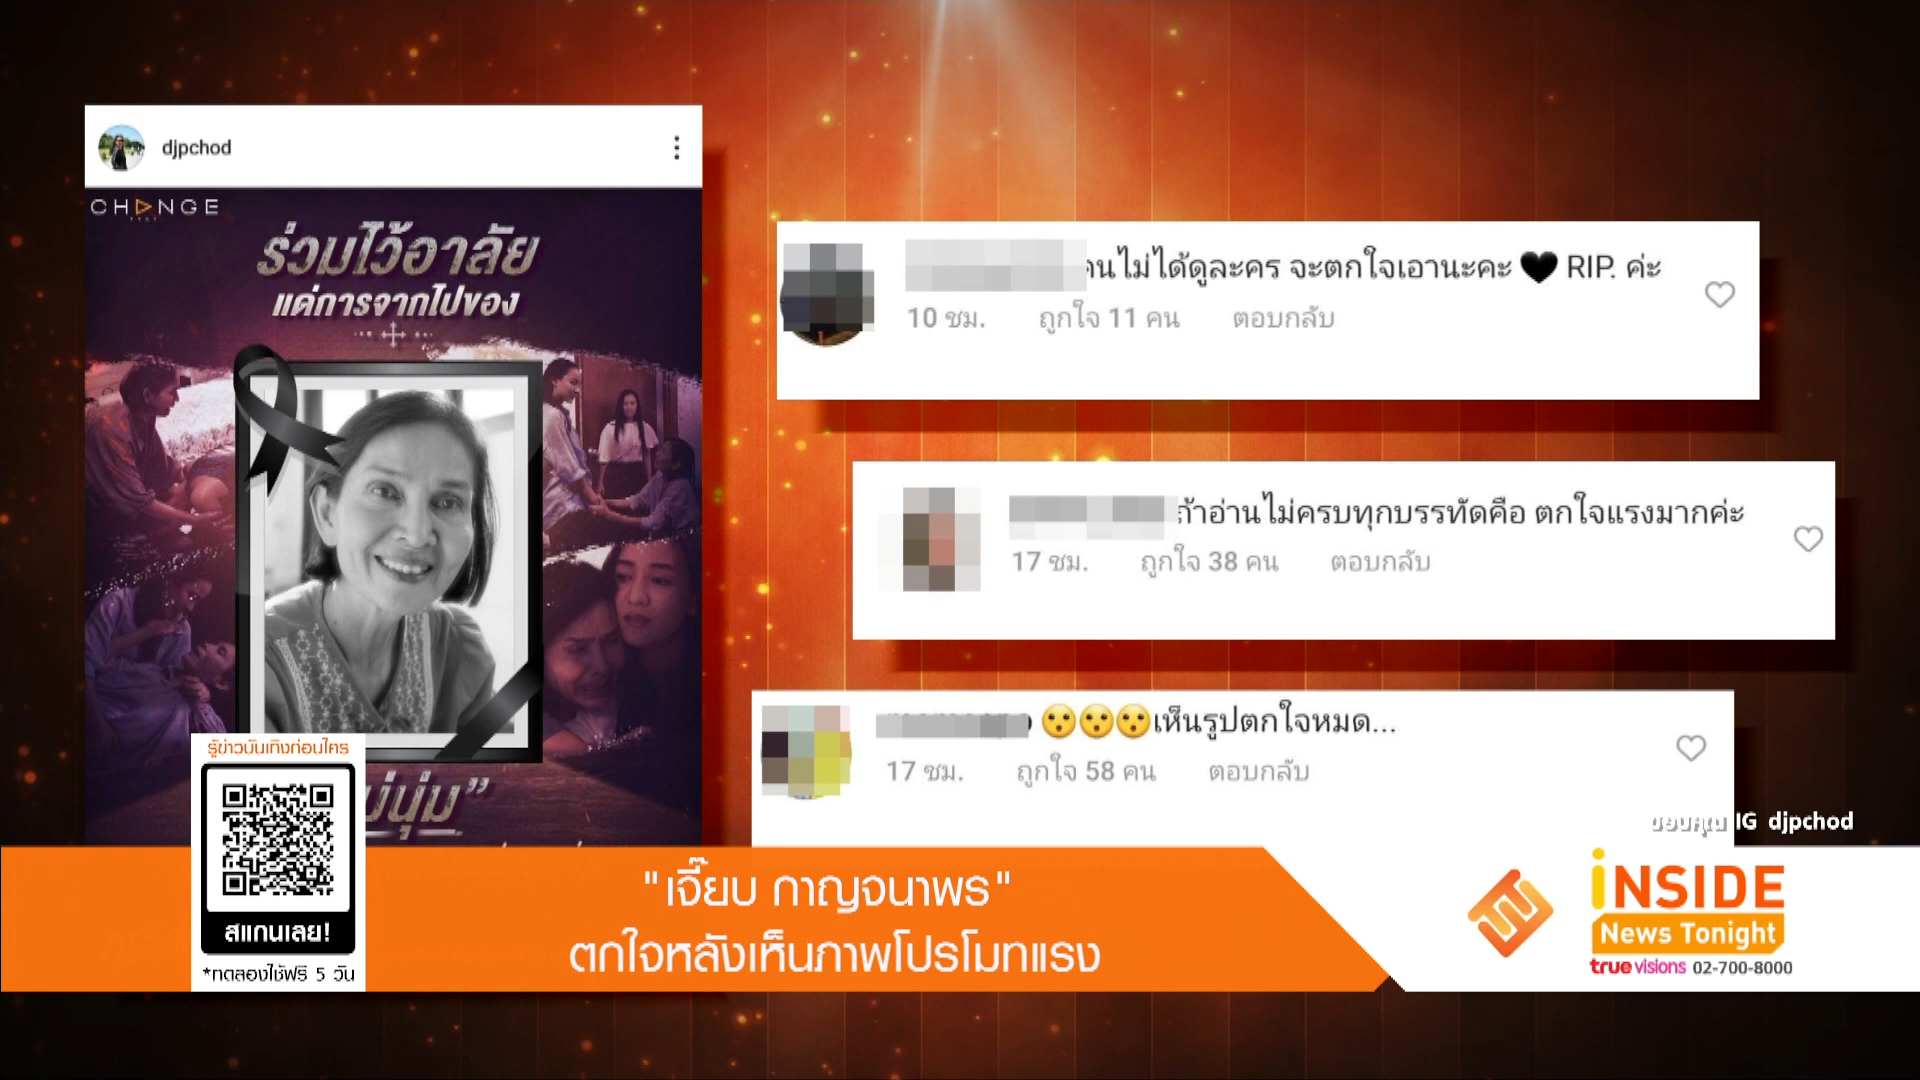 djpchod
CHANGE
ร่วมไว้อาลัย
แด่การจากไปของ
คนไม่ได้ดูละคร จะตกใจเอานะคะ 🖤 RIP. ค่ะ
10 ชม. ถูกใจ 11 คน ตอบกลับ
ถ้าอ่านไม่ครบทุกบรรทัดคือ ตกใจแรงมากค่ะ
17 ชม. ถูกใจ 38 คน ตอบกลับ
😗😗😗เห็นรูปตกใจหมด...
17 ชม. ถูกใจ 58 คน ตอบกลับ
ขอบคุณ IG djpchod
รู้ข่าวบันเทิงก่อนใคร
สแกนเลย!
*ทดลองใช้ฟรี 5 วัน
"เจี๊ยบ กาญจนาพร"
ตกใจหลังเห็นภาพโปรโมทแรง
iNSIDE
News Tonight
truevisions 02-700-8000